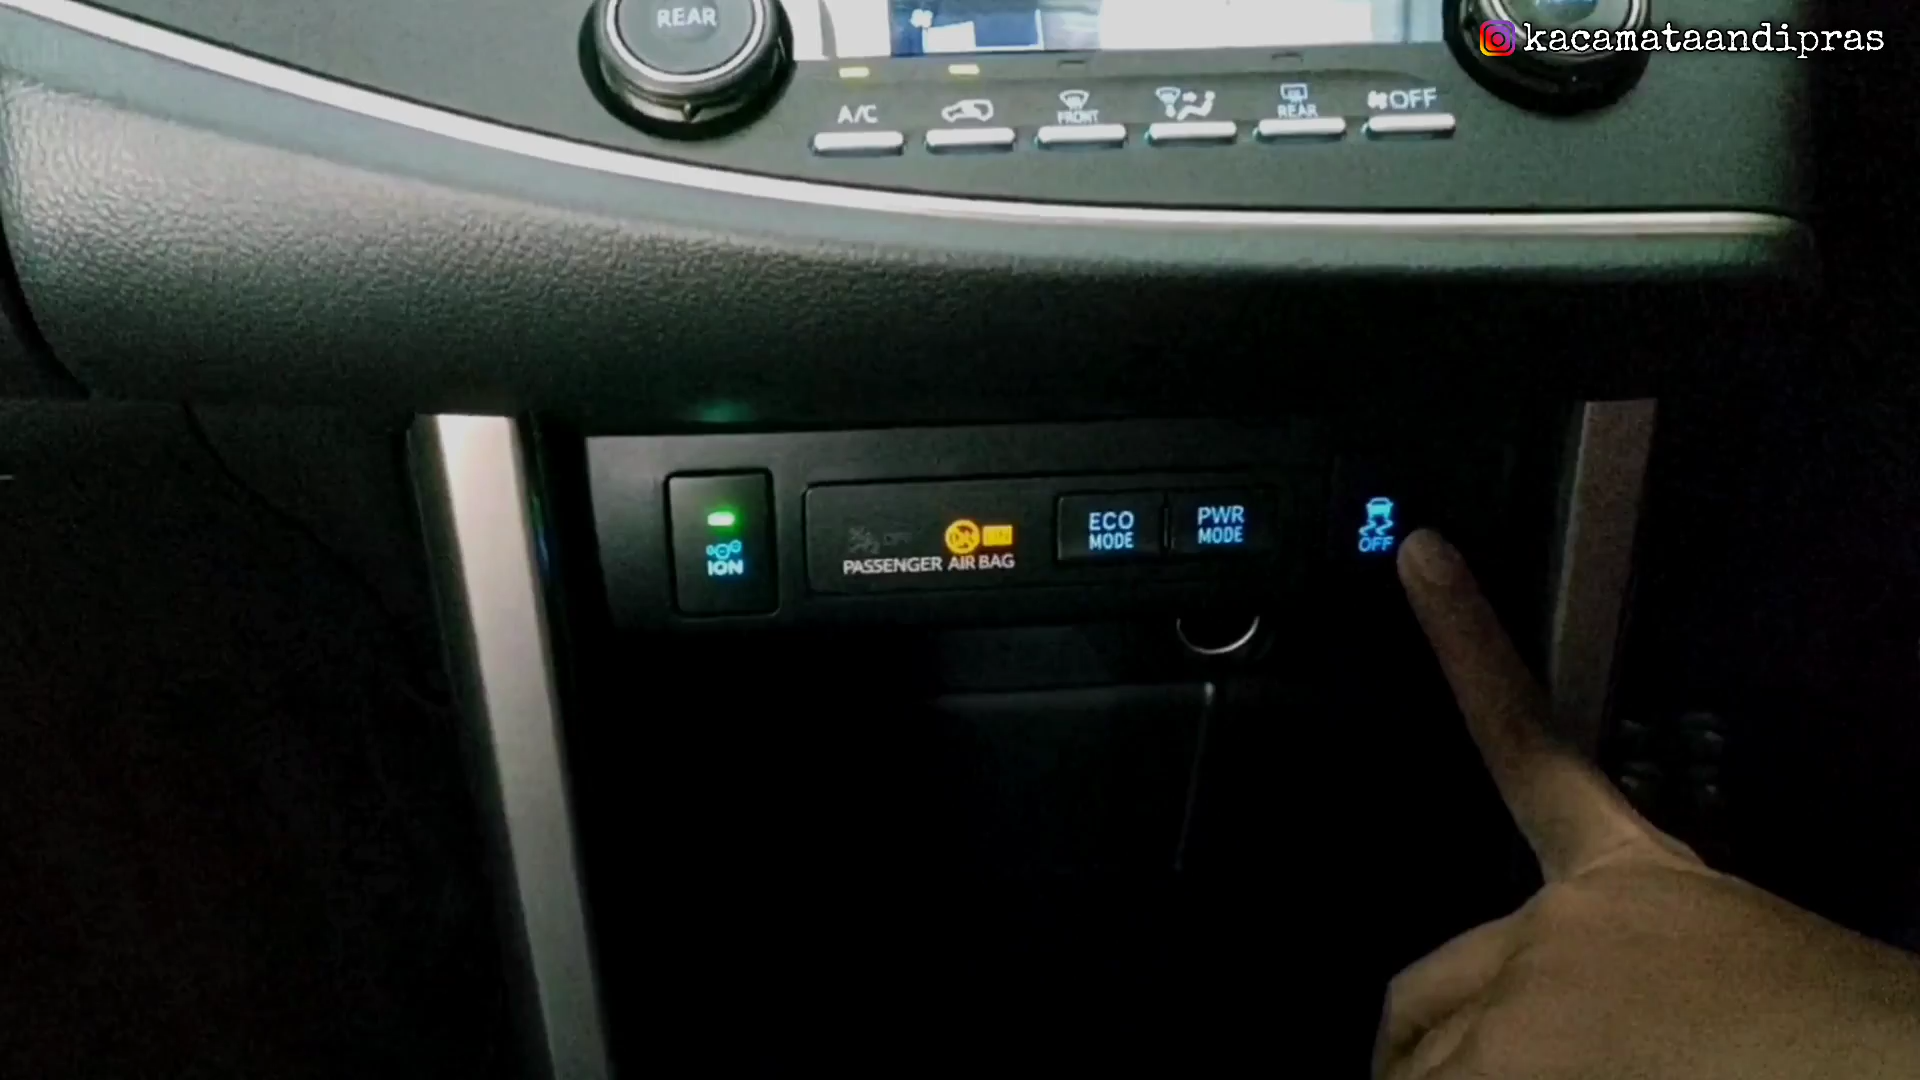 kacamataandipras
REAR
A/C
FRONT
REAR
OFF
ION
OFF
PASSENGER AIR BAG
ECO
MODE
PWR
MODE
OFF